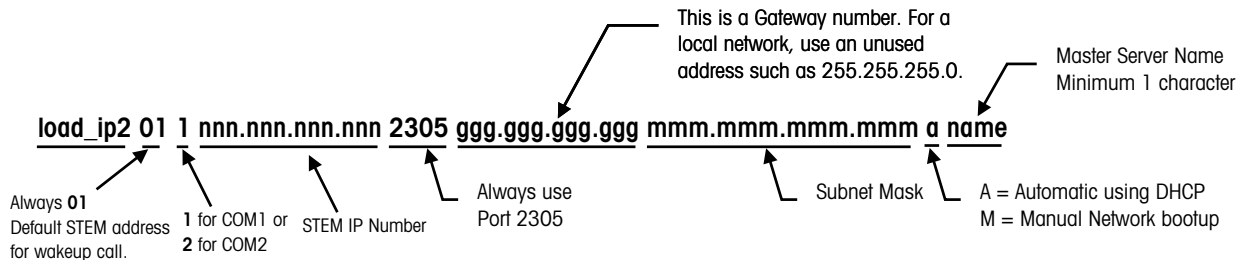 This is a Gateway number. For a
local network, use an unused
address such as 255.255.255.0.
Master Server Name
Minimum 1 character
load_ip2 01 1 nnn.nnn.nnn.nnn 2305 ggg.ggg.ggg.ggg mmm.mmm.mmm.mmm a name
Always 01
Default STEM address
for wakeup call.
1 for COM1 or
2 for COM2
STEM IP Number
Always use
Port 2305
Subnet Mask
A = Automatic using DHCP
M = Manual Network bootup